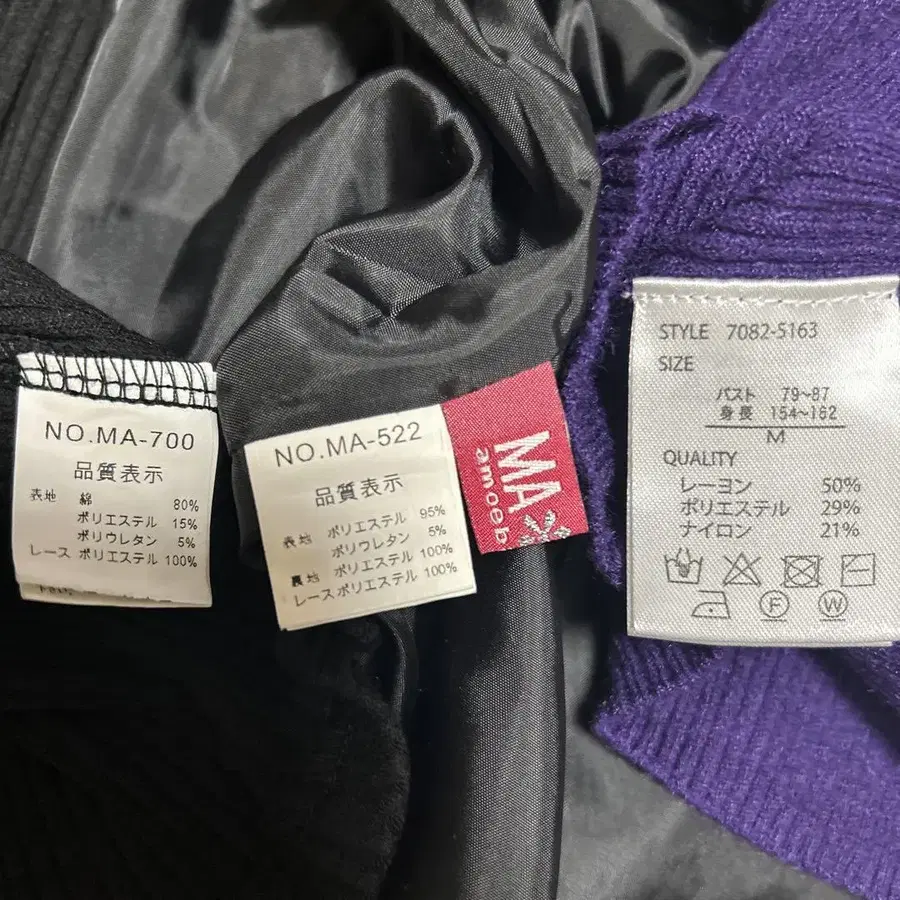 NO.MA-700
品質表示
表地 綿 80%
ポリエステル 15%
ポリウレタン 5%
レース ポリエステル 100%
NO.MA-522
品質表示
表地 ポリエステル 95%
ポリウレタン 5%
裏地 ポリエステル 100%
レースポリエステル 100%
MA
amoeb
STYLE 7082-5163
SIZE
バスト 79~87
身長 154~162
M
QUALITY
レーヨン 50%
ポリエステル 29%
ナイロン 21%
F
W